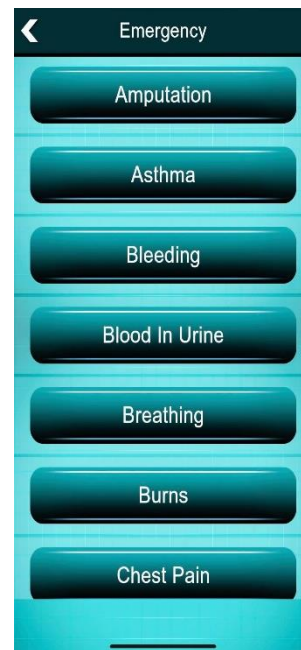 Emergency
Amputation
Asthma
Bleeding
Blood In Urine
Breathing
Burns
Chest Pain